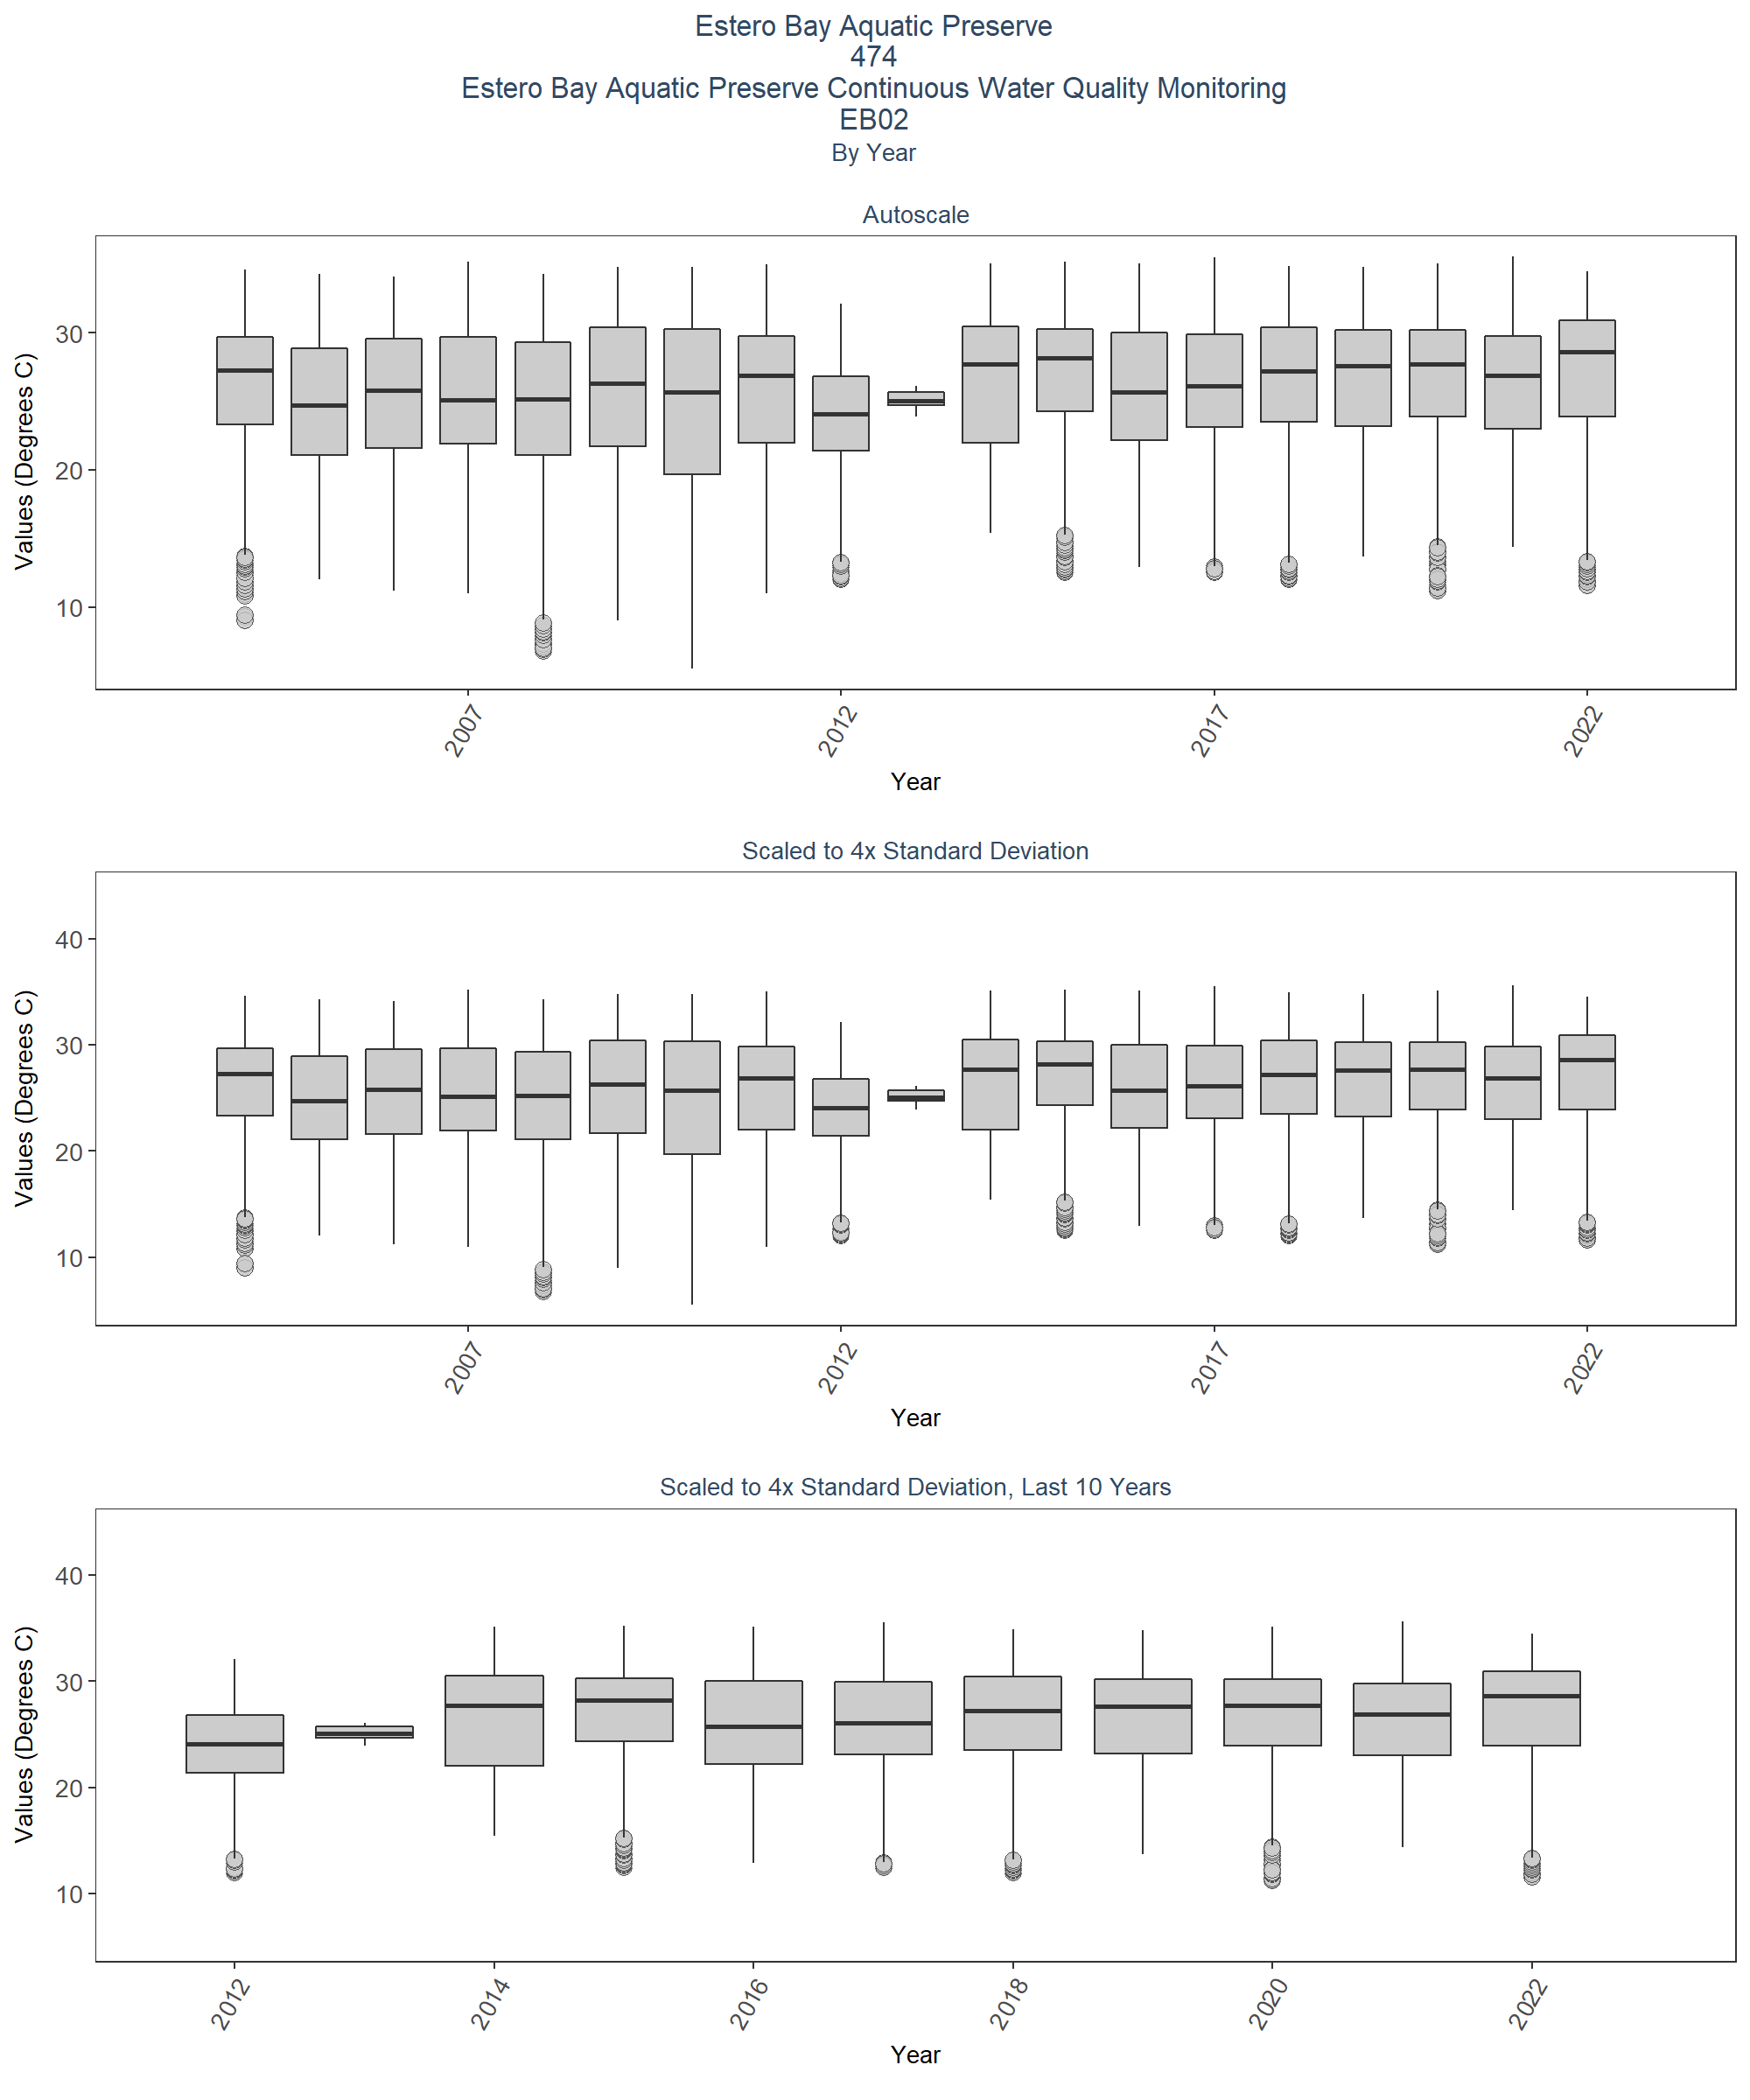 Estero Bay Aquatic Preserve
474
Estero Bay Aquatic Preserve Continuous Water Quality Monitoring
EB02
By Year
Autoscale
Values (Degrees C)
30
20
10
2007
2012
2017
2022
Year
Scaled to 4x Standard Deviation
Values (Degrees C)
40
30
20
10
2007
2012
2017
2022
Year
Scaled to 4x Standard Deviation, Last 10 Years
Values (Degrees C)
40
30
20
10
2012
2014
2016
2018
2020
2022
Year